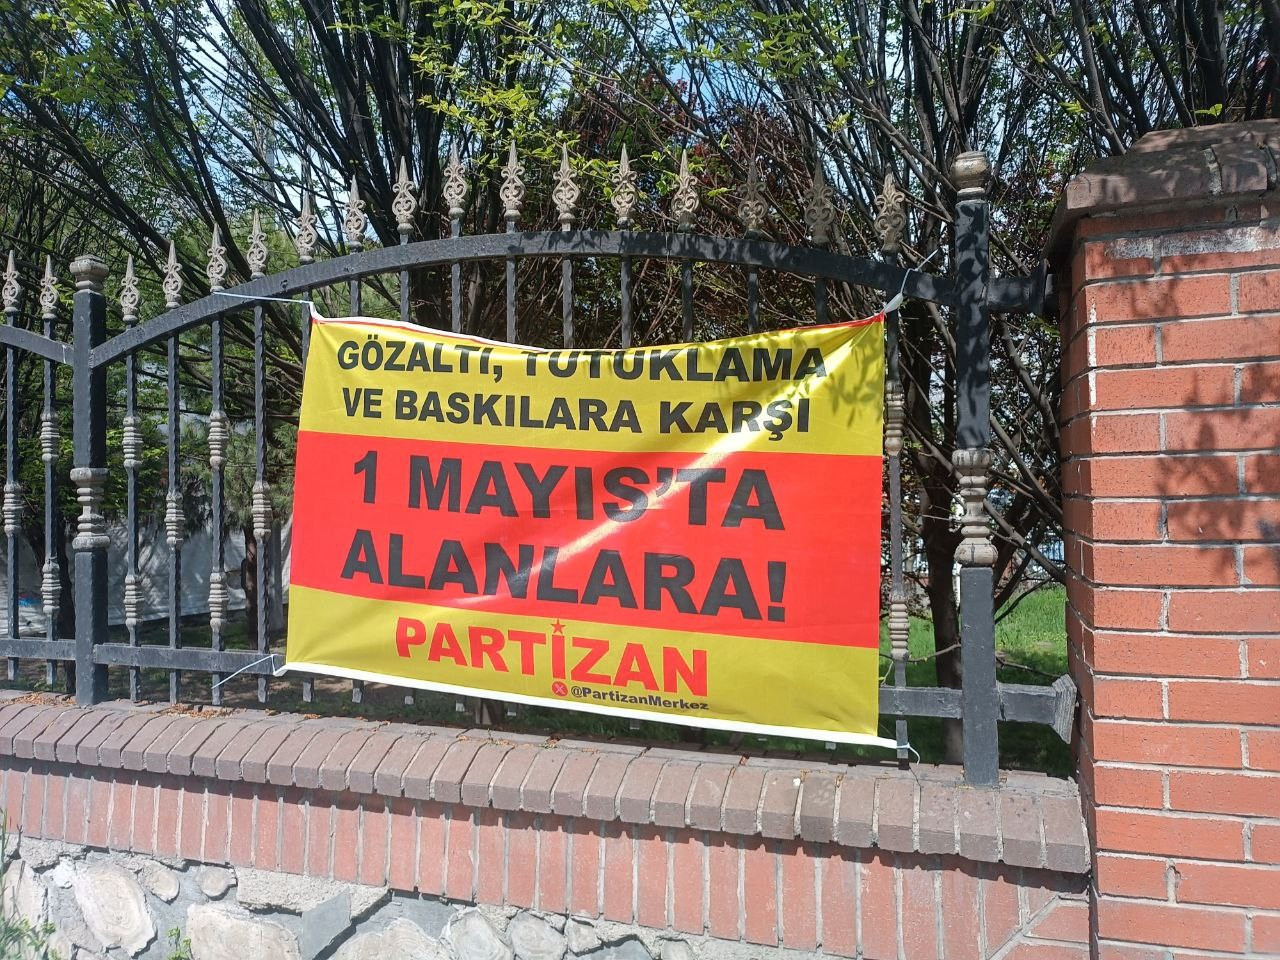 GÖZALTI, TUTUKLAMA
VE BASKILARA KARŞI
1 MAYIS'TA
ALANLARA!
PARTİZAN
@PartizanMerkez